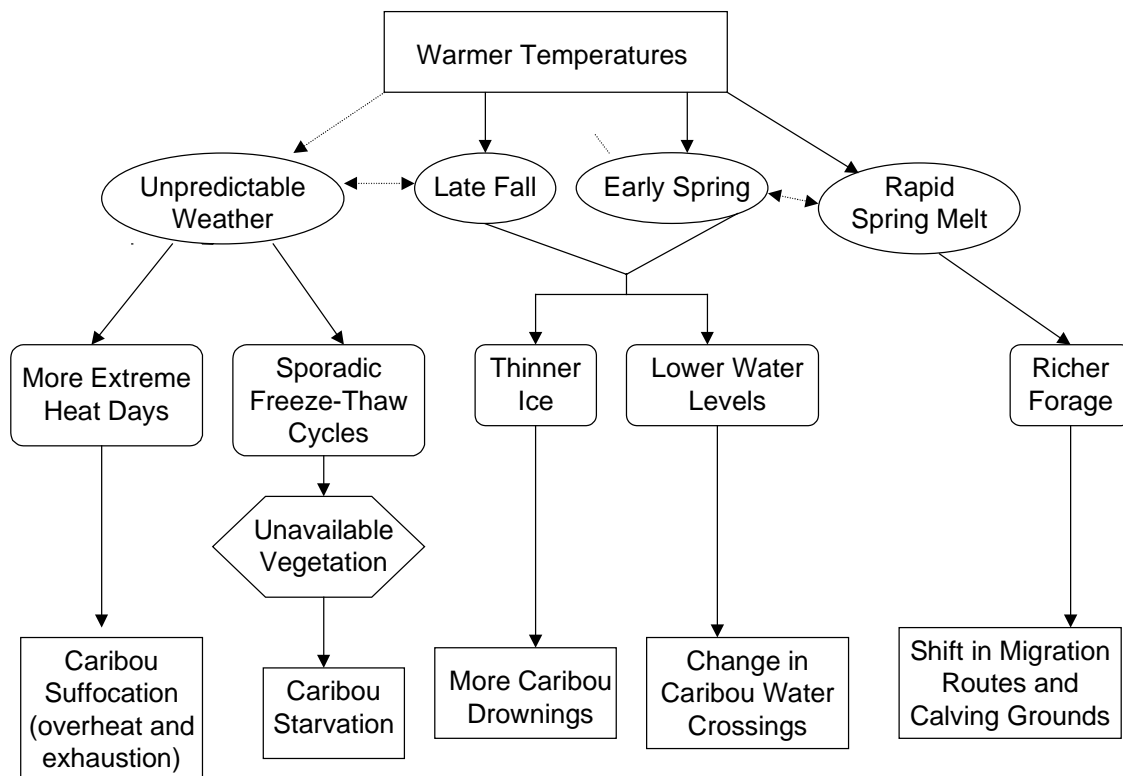 Warmer Temperatures
Unpredictable
Weather
Late Fall
Early Spring
Rapid
Spring Melt
More Extreme
Heat Days
Sporadic
Freeze-Thaw
Cycles
Thinner
Ice
Lower Water
Levels
Richer
Forage
Unavailable
Vegetation
Caribou
Suffocation
(overheat and
exhaustion)
Caribou
Starvation
More Caribou
Drownings
Change in
Caribou Water
Crossings
Shift in Migration
Routes and
Calving Grounds